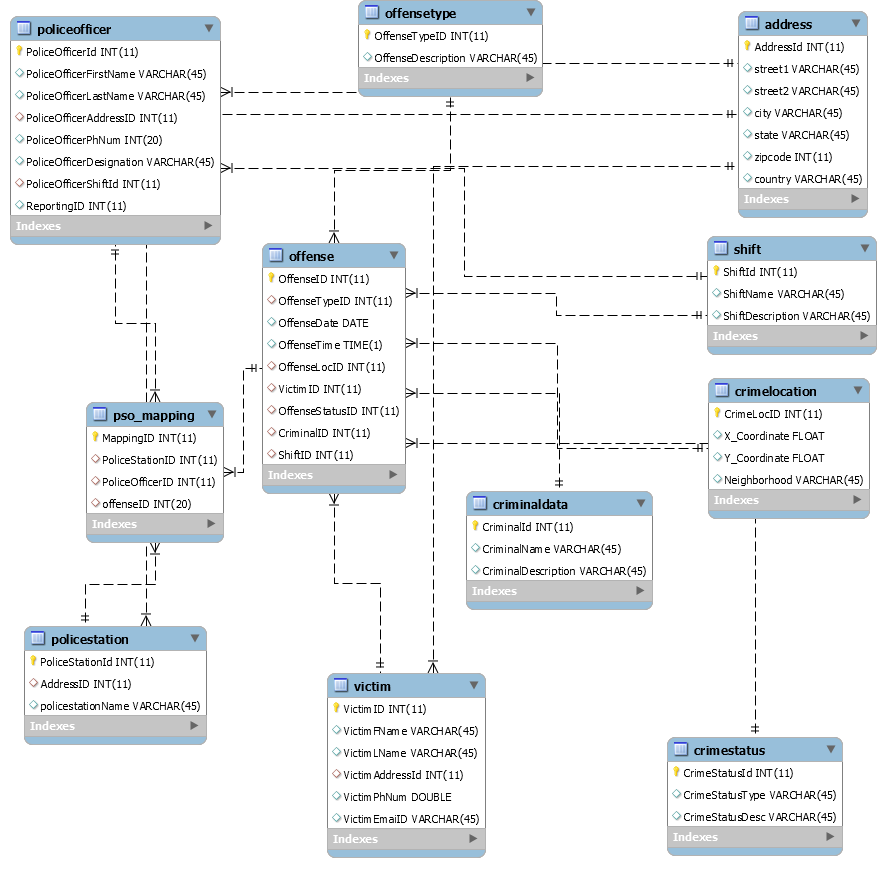 policeofficer
PoliceOfficerId INT(11)
PoliceOfficerFirstName VARCHAR(45)
PoliceOfficerLastName VARCHAR(45)
PoliceOfficerAddressID INT(11)
PoliceOfficerPhNum INT(20)
PoliceOfficerDesignation VARCHAR(45)
PoliceOfficerShiftId INT(11)
ReportingID INT(11)
Indexes
offensetype
OffenseTypeID INT(11)
OffenseDescription VARCHAR(45)
Indexes
address
AddressId INT(11)
street1 VARCHAR(45)
street2 VARCHAR(45)
city VARCHAR(45)
state VARCHAR(45)
zipcode INT(11)
country VARCHAR(45)
Indexes
offense
OffenseID INT(11)
OffenseTypeID INT(11)
OffenseDate DATE
OffenseTime TIME(1)
OffenseLocID INT(11)
VictimID INT(11)
OffenseStatusID INT(11)
CriminalID INT(11)
ShiftID INT(11)
Indexes
shift
ShiftId INT(11)
ShiftName VARCHAR(45)
ShiftDescription VARCHAR(45)
Indexes
pso_mapping
MappingID INT(11)
PoliceStationID INT(11)
PoliceOfficerID INT(11)
offenseID INT(20)
Indexes
crimelocation
CrimeLocID INT(11)
X_Coordinate FLOAT
Y_Coordinate FLOAT
Neighborhood VARCHAR(45)
Indexes
criminaldata
CriminalId INT(11)
CriminalName VARCHAR(45)
CriminalDescription VARCHAR(45)
Indexes
policestation
PoliceStationId INT(11)
AddressID INT(11)
policestationName VARCHAR(45)
Indexes
victim
VictimID INT(11)
VictimFName VARCHAR(45)
VictimLName VARCHAR(45)
VictimAddressId INT(11)
VictimPhNum DOUBLE
VictimEmaiID VARCHAR(45)
Indexes
crimestatus
CrimeStatusId INT(11)
CrimeStatusType VARCHAR(45)
CrimeStatusDesc VARCHAR(45)
Indexes